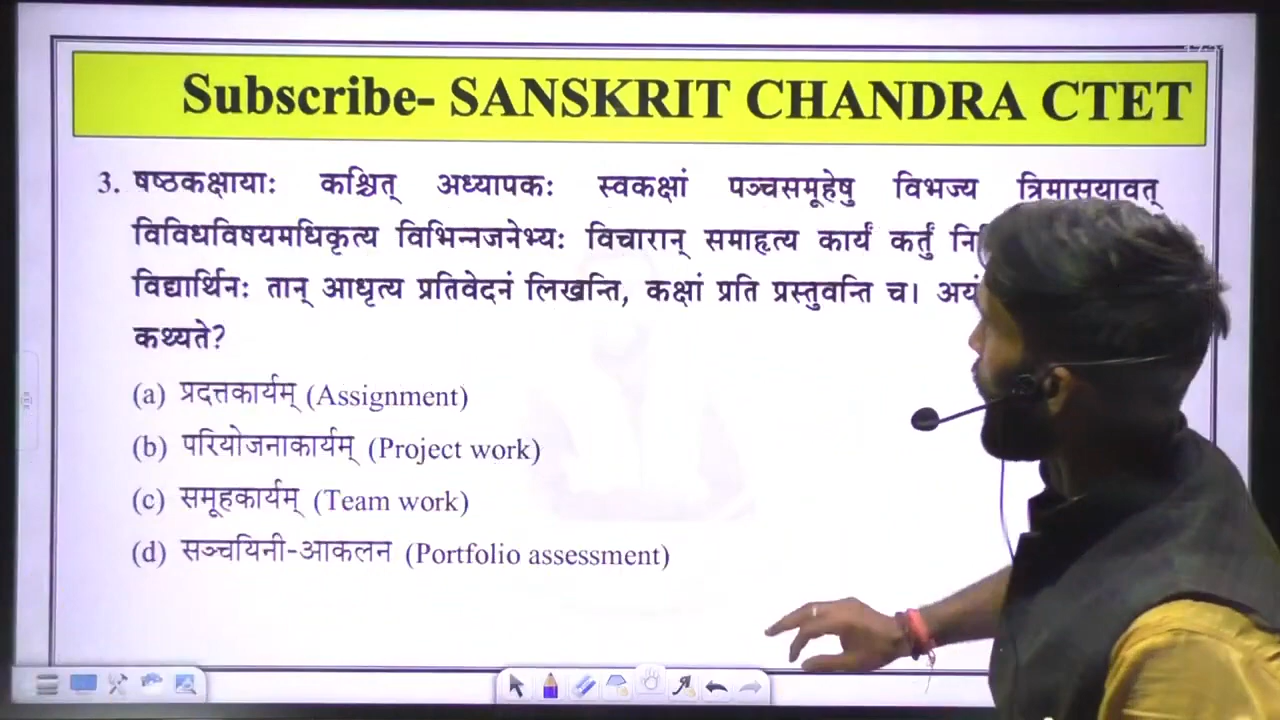 Subscribe- SANSKRIT CHANDRA CTET
3. षष्ठकक्षायाः कश्चित् अध्यापकः स्वकक्षां पञ्चसमूहेषु विभज्य त्रिमासयावत्
विविधविषयमधिकृत्य विभिन्नजनेभ्यः विचारान् समाहृत्य कार्यं कर्तुं
विद्यार्थिनः तान् आधृत्य प्रतिवेदनं लिखन्ति, कक्षां प्रति प्रस्तुवन्ति च।
कथ्यते?
(a) प्रदत्तकार्यम् (Assignment)
(b) परियोजनाकार्यम् (Project work)
(c) समूहकार्यम् (Team work)
(d) सञ्चयिनी-आकलन (Portfolio assessment)